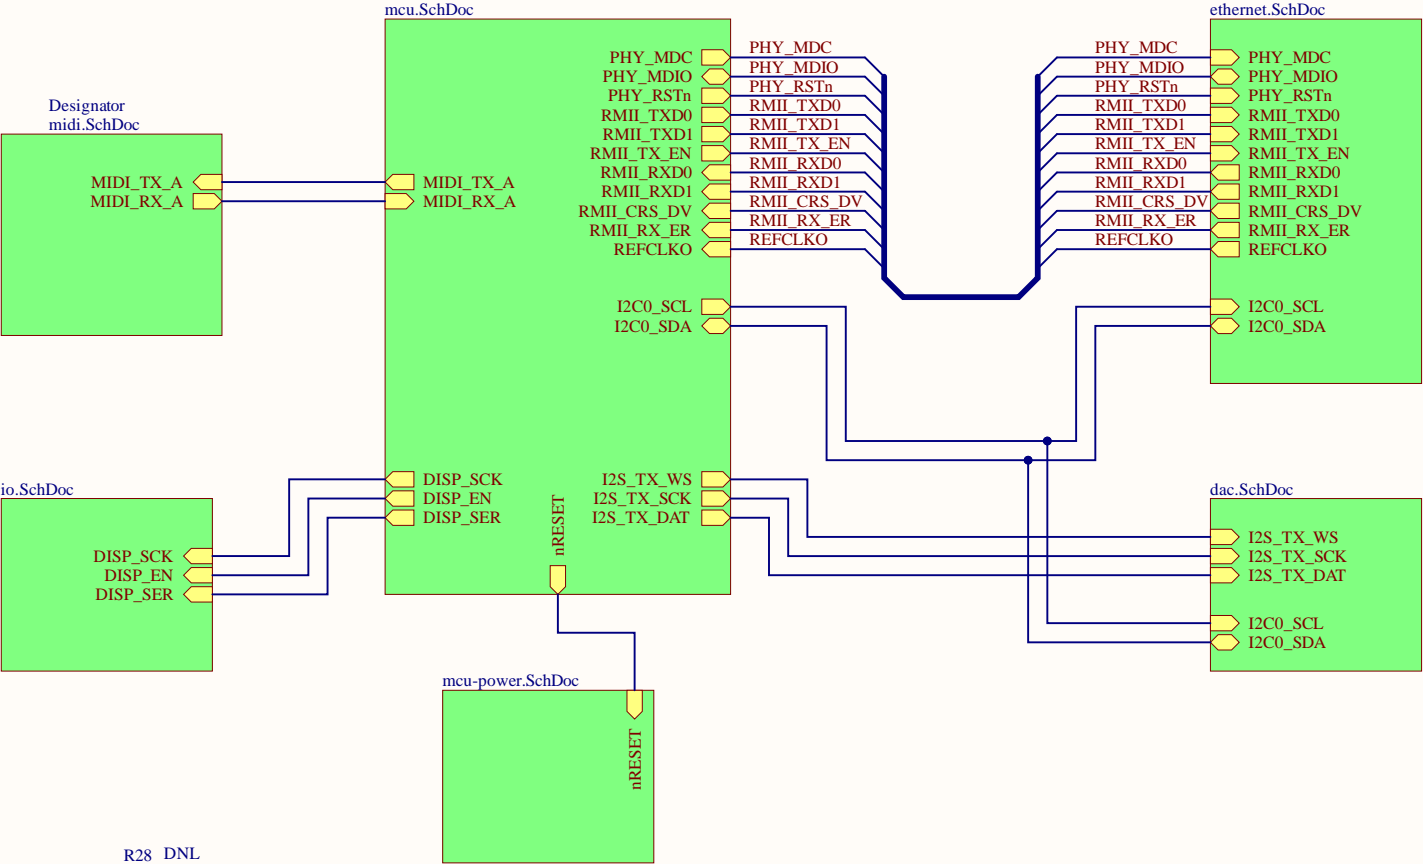 mcu.SchDoc
PHY_MDC
PHY_MDIO
PHY_RSTn
RMII_TXD0
RMII_TXD1
RMII_TX_EN
RMII_RXD0
RMII_RXD1
RMII_CRS_DV
RMII_RX_ER
REFCLKO
I2C0_SCL
I2C0_SDA
MIDI_TX_A
MIDI_RX_A
DISP_SCK
DISP_EN
DISP_SER
I2S_TX_WS
I2S_TX_SCK
I2S_TX_DAT
nRESET
PHY_MDC
PHY_MDIO
PHY_RSTn
RMII_TXD0
RMII_TXD1
RMII_TX_EN
RMII_RXD0
RMII_RXD1
RMII_CRS_DV
RMII_RX_ER
REFCLKO
PHY_MDC
PHY_MDIO
PHY_RSTn
RMII_TXD0
RMII_TXD1
RMII_TX_EN
RMII_RXD0
RMII_RXD1
RMII_CRS_DV
RMII_RX_ER
REFCLKO
ethernet.SchDoc
PHY_MDC
PHY_MDIO
PHY_RSTn
RMII_TXD0
RMII_TXD1
RMII_TX_EN
RMII_RXD0
RMII_RXD1
RMII_CRS_DV
RMII_RX_ER
REFCLKO
I2C0_SCL
I2C0_SDA
Designator
midi.SchDoc
MIDI_TX_A
MIDI_RX_A
io.SchDoc
DISP_SCK
DISP_EN
DISP_SER
dac.SchDoc
I2S_TX_WS
I2S_TX_SCK
I2S_TX_DAT
I2C0_SCL
I2C0_SDA
mcu-power.SchDoc
nRESET
R28 DNL